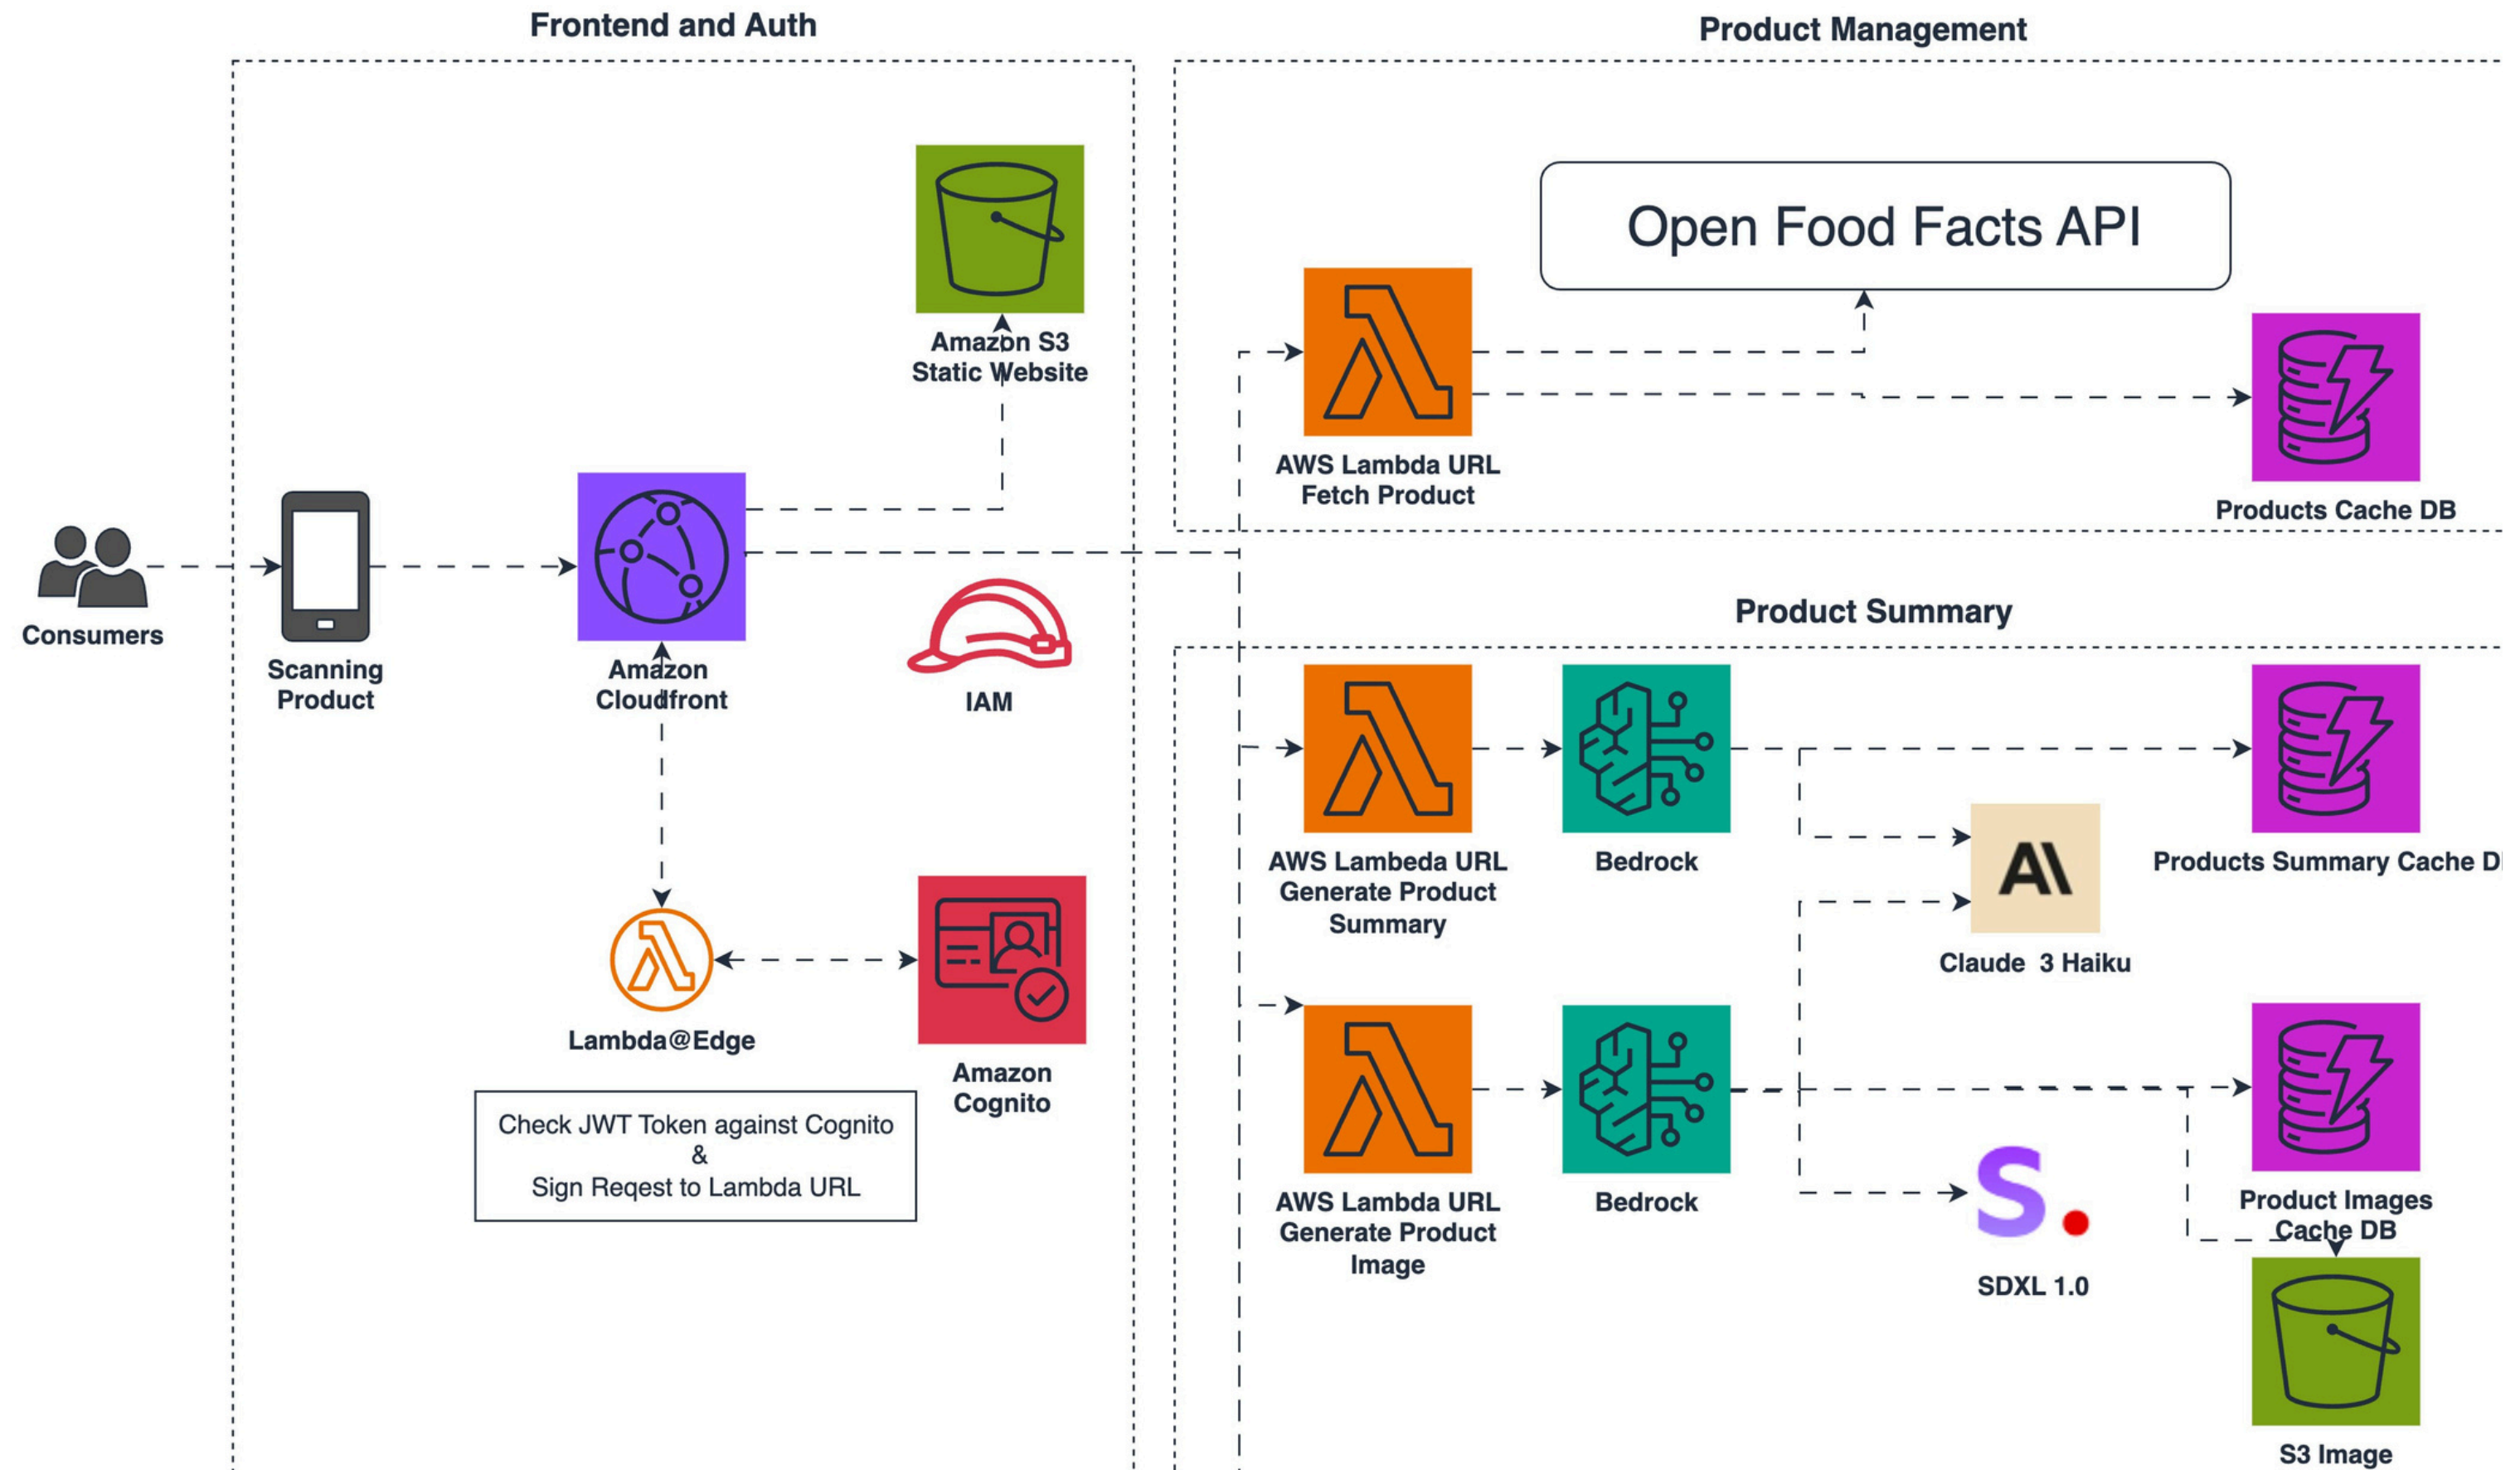 Frontend and Auth
Product Management
Amazon S3
Static Website
Open Food Facts API
AWS Lambda URL
Fetch Product
Products Cache DB
Consumers
Scanning
Product
Amazon
Cloudfront
IAM
Product Summary
AWS Lambeda URL
Generate Product
Summary
Bedrock
Products Summary Cache D
Claude 3 Haiku
Lambda@Edge
Amazon
Cognito
Check JWT Token against Cognito
&
Sign Reqest to Lambda URL
AWS Lambda URL
Generate Product
Image
Bedrock
S.
SDXL 1.0
Product Images
Cache DB
S3 Image